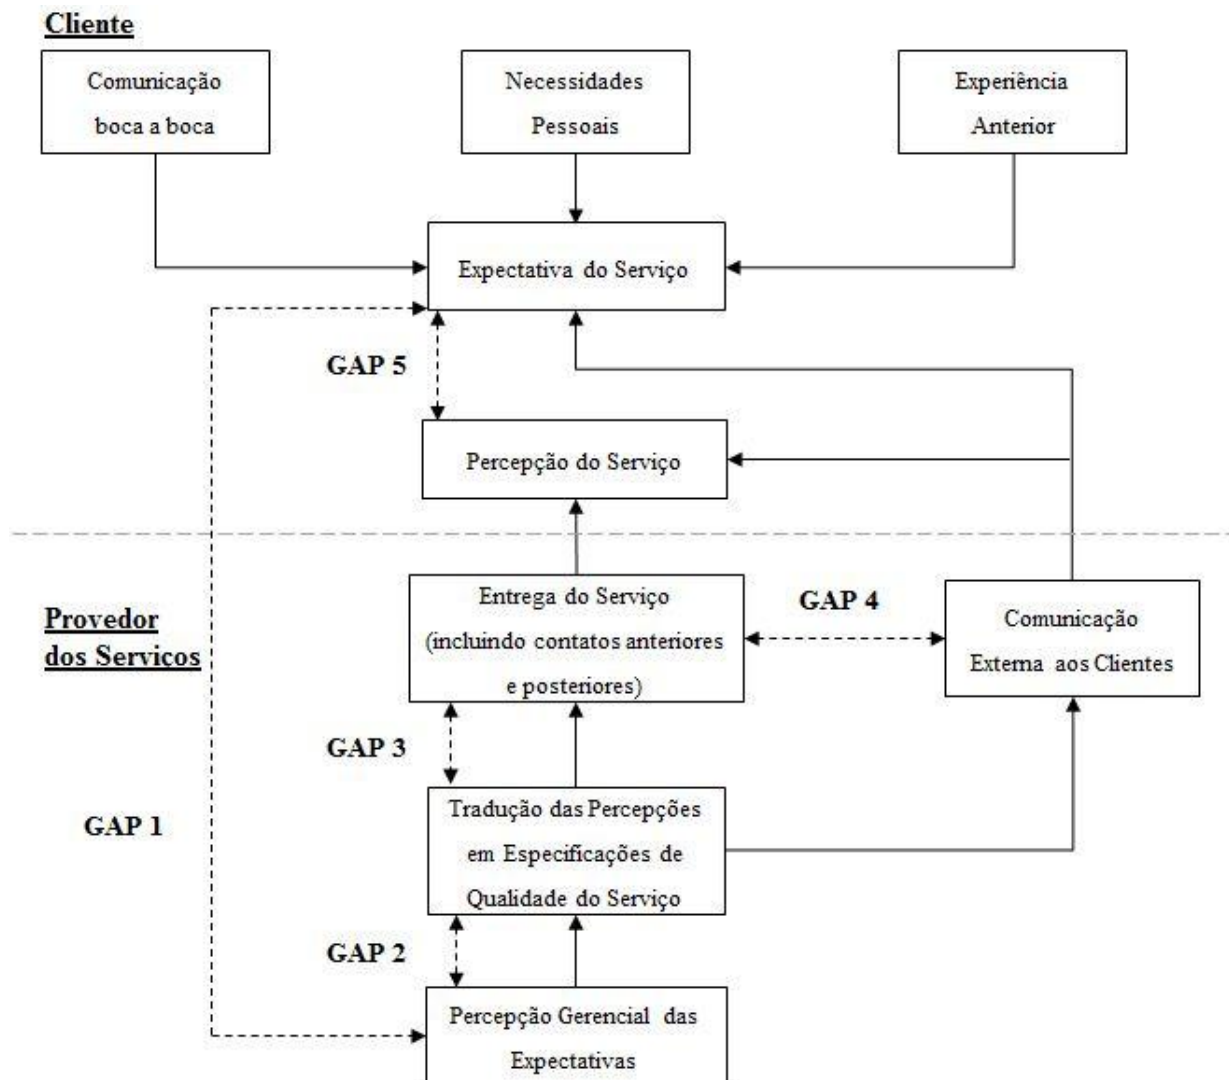 Cliente
Comunicação
boca a boca
Necessidades
Pessoais
Experiência
Anterior
Expectativa do Serviço
GAP 5
Percepção do Serviço
Provedor
dos Servicos
Entrega do Serviço
(incluindo contatos anteriores
e posteriores)
GAP 4
Comunicação
Externa aos Clientes
GAP 3
GAP 1
Tradução das Percepções
em Especificações de
Qualidade do Serviço
GAP 2
Percepção Gerencial das
Expectativas